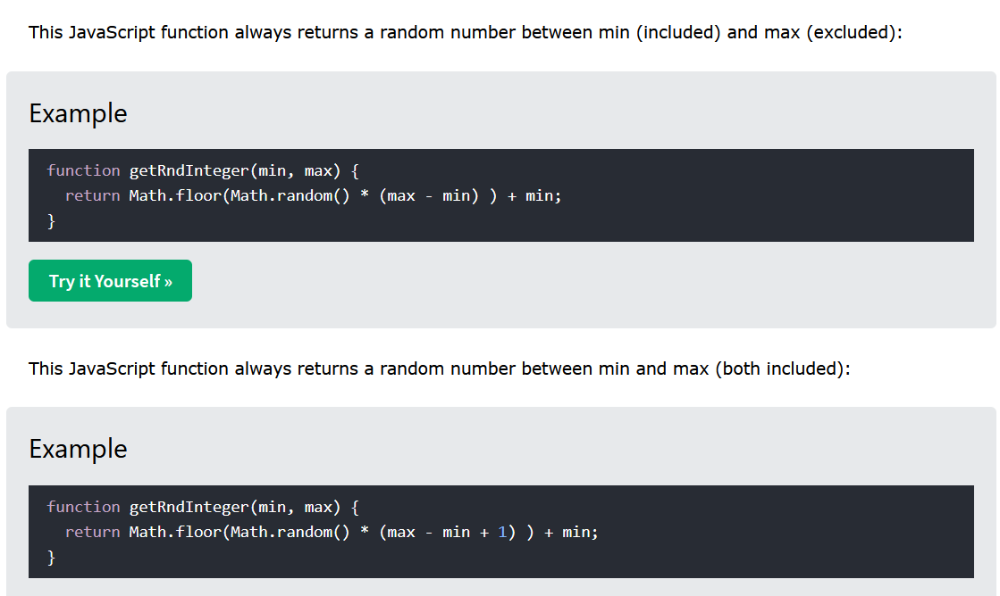 This JavaScript function always returns a random number between min (included) and max (excluded):
Example
function getRndInteger(min, max) {
  return Math.floor(Math.random() * (max - min) ) + min;
}
Try it Yourself »
This JavaScript function always returns a random number between min and max (both included):
Example
function getRndInteger(min, max) {
  return Math.floor(Math.random() * (max - min + 1) ) + min;
}